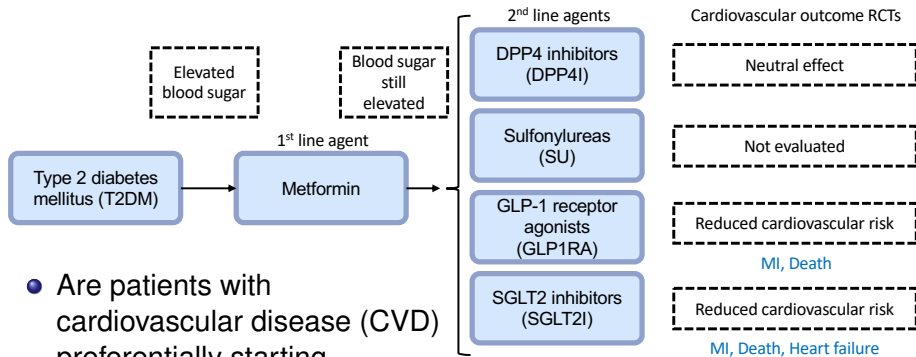 2nd line agents
Cardiovascular outcome RCTs
Elevated
blood sugar
Blood sugar
still
elevated
DPP4 inhibitors
(DPP4I)
Neutral effect
1st line agent
Sulfonylureas
(SU)
Not evaluated
Type 2 diabetes
mellitus (T2DM)
Metformin
GLP-1 receptor
agonists
(GLP1RA)
Reduced cardiovascular risk
MI, Death
SGLT2 inhibitors
(SGLT2I)
Reduced cardiovascular risk
MI, Death, Heart failure
Are patients with
cardiovascular disease (CVD)
preferentially starting